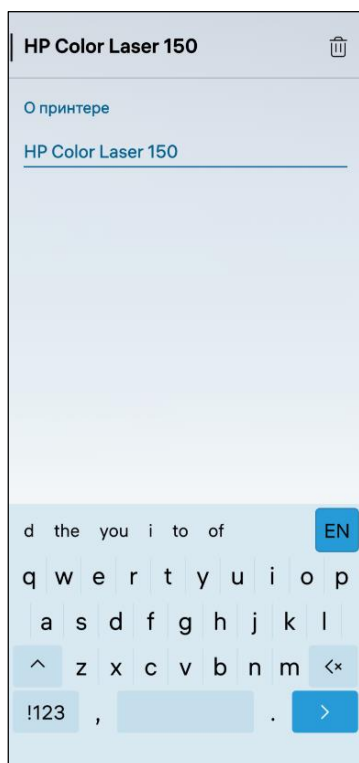 HP Color Laser 150
О принтере
HP Color Laser 150
d the you i to of EN
q w e r t y u i o p
a s d f g h j k l
z x c v b n m
!123 , .